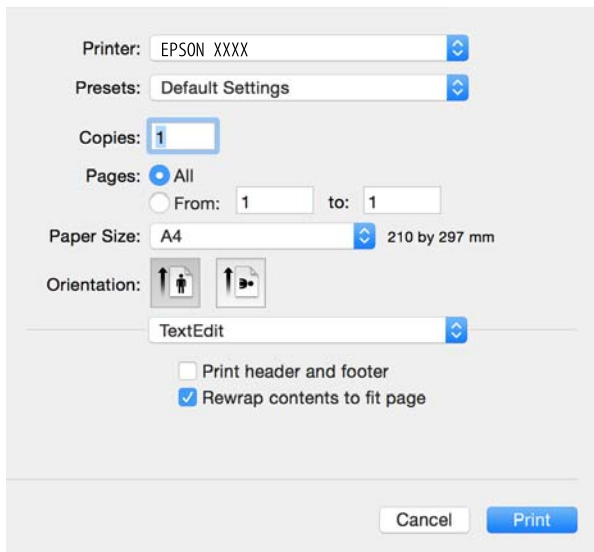 Printer: EPSON XXXX
Presets: Default Settings
Copies: 1
Pages: All
From: 1 to: 1
Paper Size: A4 210 by 297 mm
Orientation:
TextEdit
Print header and footer
Rewrap contents to fit page
Cancel Print